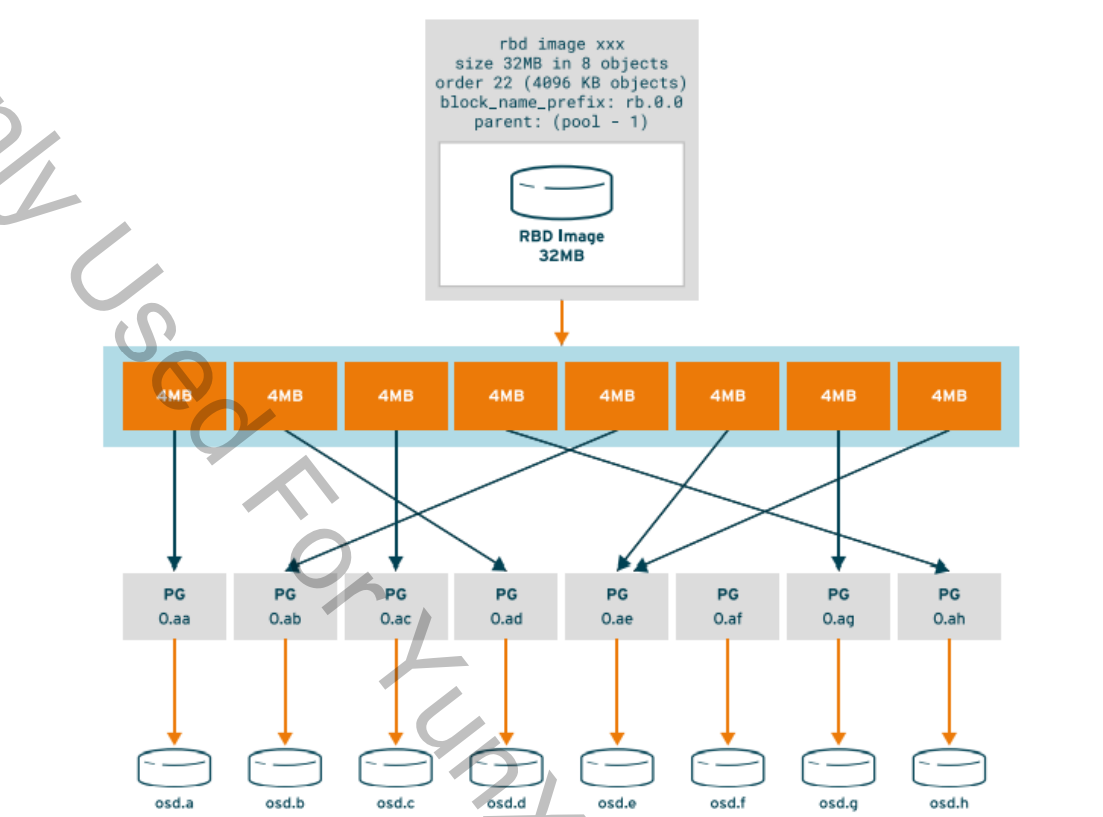 rbd image xxx
size 32MB in 8 objects
order 22 (4096 KB objects)
block_name_prefix: rb.0.0
parent: (pool - 1)
RBD Image
32MB
4MB 4MB 4MB 4MB 4MB 4MB 4MB 4MB
PG PG PG PG PG PG PG PG
0.aa 0.ab 0.ac 0.ad 0.ae 0.af 0.ag 0.ah
osd.a osd.b osd.c osd.d osd.e osd.f osd.g osd.h
Used For